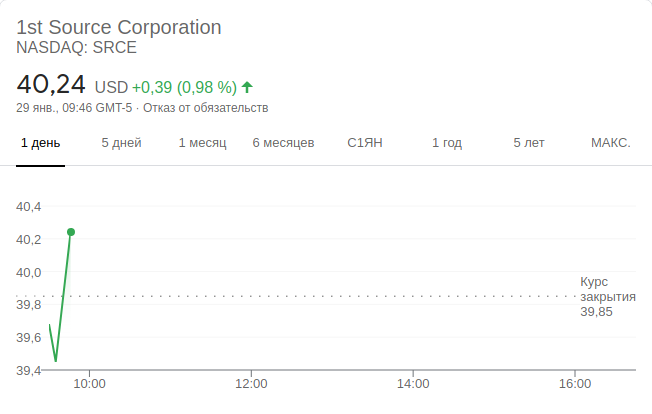 1st Source Corporation
NASDAQ: SRCE
40,24 USD +0,39 (0,98 %)
29 янв., 09:46 GMT-5 · Отказ от обязательств
1 день 5 дней 1 месяц 6 месяцев С1ЯН 1 год 5 лет МАКС.
40,4
40,2
40,0
Курс
закрытия
39,85
39,8
39,6
39,4
10:00 12:00 14:00 16:00